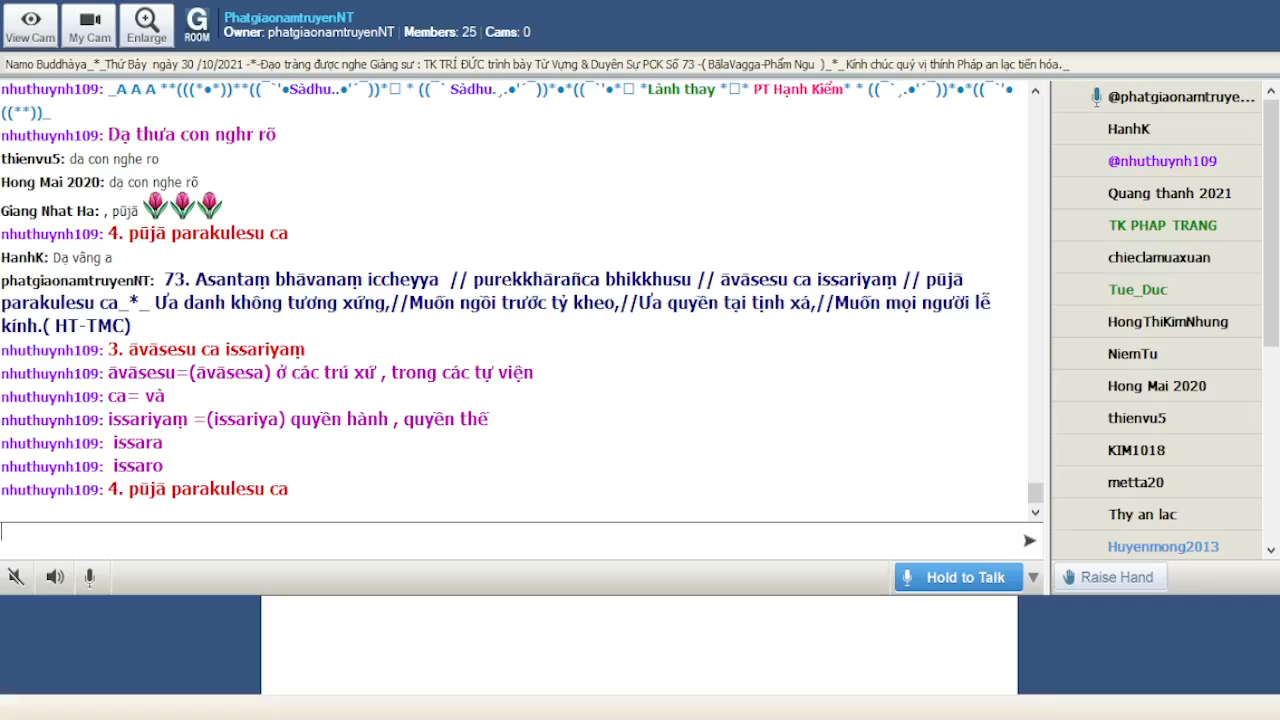 View Cam
My Cam
Enlarge
G
ROOM
PhatgiaonamtruyenNT
Owner: phatgiaonamtruyenNT | Members: 25 | Cams: 0
Namo Buddhàya_*_Thứ Bảy ngày 30 /10/2021 -*-Đạo tràng được nghe Giảng sư : TK TRÍ ĐỨC trình bày Từ Vựng & Duyên Sự PCK Số 73 -( BãlaVagga-Phẩm Ngu )_*_ Kính chúc quý vị thính Pháp an lạc tiến hóa._
nhuthuynh109: _A A A **(((*●*))**((¯`'●Sàdhu..●'´¯))*□ * ((¯` Sàdhu.¸.●'´¯))*●*((¯`'●*□ *Lành thay *□* PT Hạnh Kiểm* * ((¯`¸.●'´¯))*●*((¯`'●
((**))_
nhuthuynh109: Dạ thưa con nghr rõ
thienvu5: da con nghe ro
Hong Mai 2020: dạ con nghe rõ
Giang Nhat Ha: , pūjā
nhuthuynh109: 4. pūjā parakulesu ca
HanhK: Dạ vâng a
phatgiaonamtruyenNT: 73. Asantaṃ bhāvanaṃ iccheyya // purekkhārañca bhikkhusu // āvāsesu ca issariyaṃ // pūjā
parakulesu ca_*_ Ưa danh không tương xứng,//Muốn ngồi trước tỷ kheo,//Ưa quyền tại tịnh xá,//Muốn mọi người lễ
kính.( HT-TMC)
nhuthuynh109: 3. āvāsesu ca issariyaṃ
nhuthuynh109: āvāsesu=(āvāsesa) ở các trú xứ , trong các tự viện
nhuthuynh109: ca= và
nhuthuynh109: issariyaṃ =(issariya) quyền hành , quyền thế
nhuthuynh109: issara
nhuthuynh109: issaro
nhuthuynh109: 4. pūjā parakulesu ca
@phatgiaonamtruye...
HanhK
@nhuthuynh109
Quang thanh 2021
TK PHAP TRANG
chieclamuaxuan
Tue_Duc
HongThiKimNhung
NiemTu
Hong Mai 2020
thienvu5
KIM1018
metta20
Thy an lac
Huyenmong2013
Hold to Talk
Raise Hand